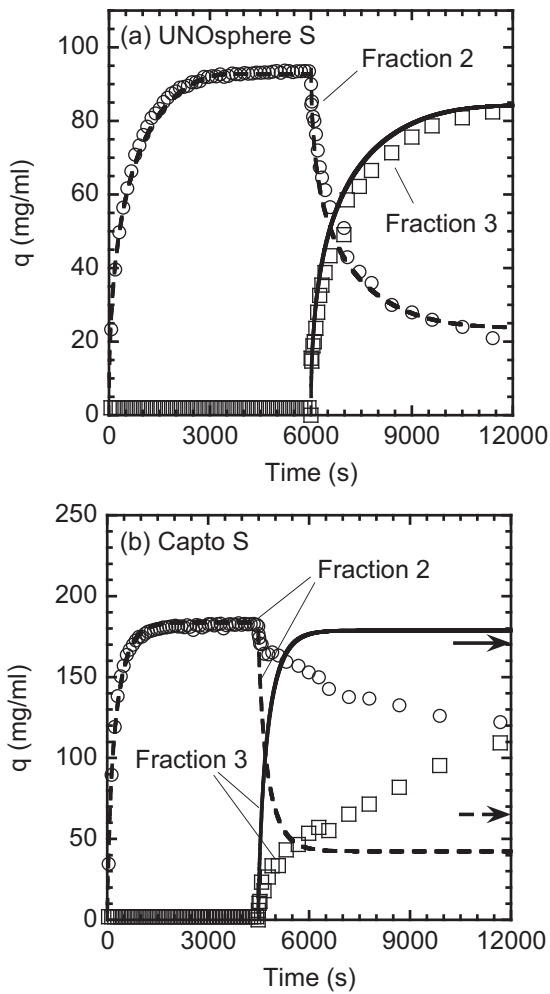 (a) UNOsphere S
Fraction 2
Fraction 3
q (mg/ml)
100
80
60
40
20
0
0 3000 6000 9000 12000
Time (s)
(b) Capto S
Fraction 2
Fraction 3
q (mg/ml)
250
200
150
100
50
0
0 3000 6000 9000 12000
Time (s)